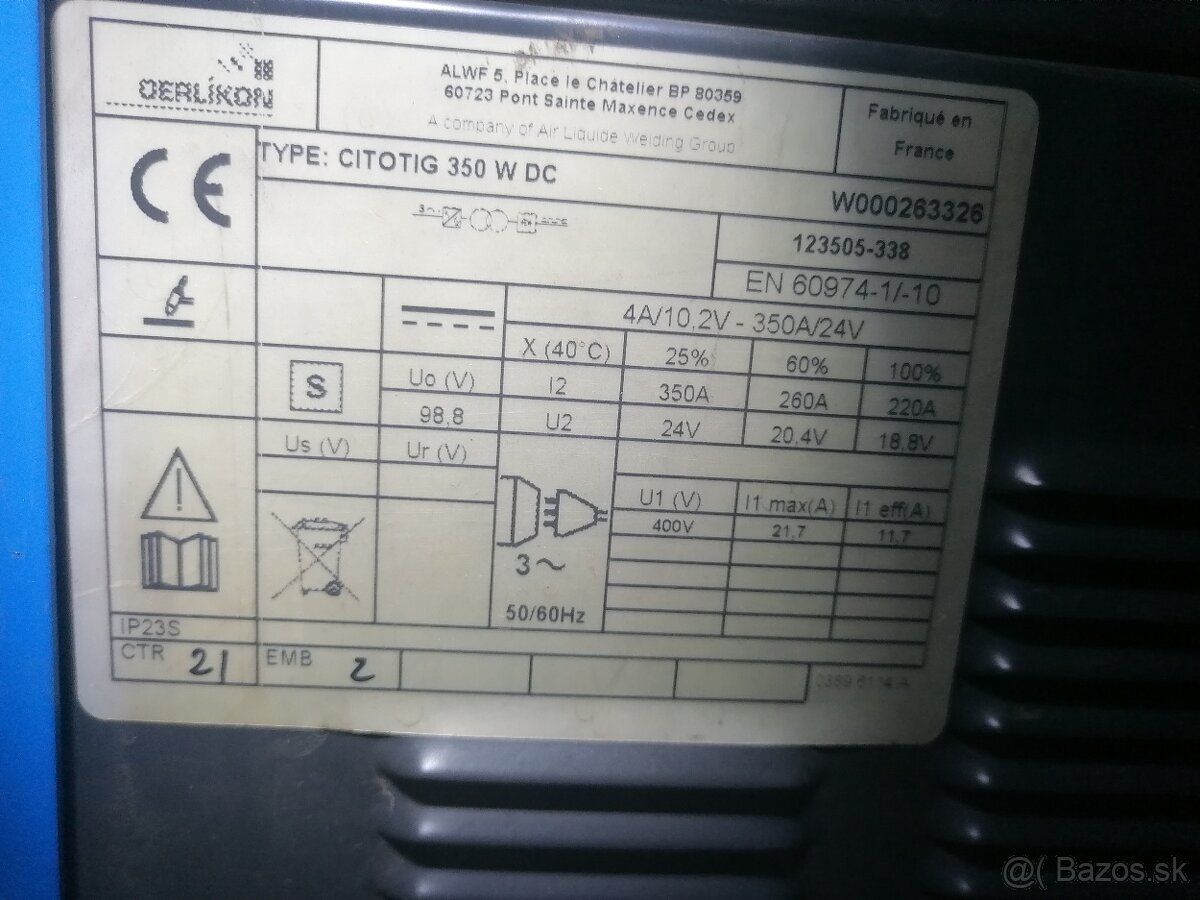 OERLIKON
ALWF 5, Place le Châtelier BP 80359
60723 Pont Sainte Maxence Cedex
A company of Air Liquide Welding Group
Fabriqué en
France
CE
TYPE: CITOTIG 350 W DC
W000263326
3~
123505-338
EN 60974-1/-10
4A/10,2V - 350A/24V
X (40°C) 25% 60% 100%
S
Uo (V) I2 350A 260A 220A
98,8 U2 24V 20.4V 18,8V
Us (V) Ur (V)
U1 (V) I1 max(A) I1 eff(A)
400V 21,7 11,7
3~
50/60Hz
IP23S
CTR 21 EMB 2
@( Bazos.sk